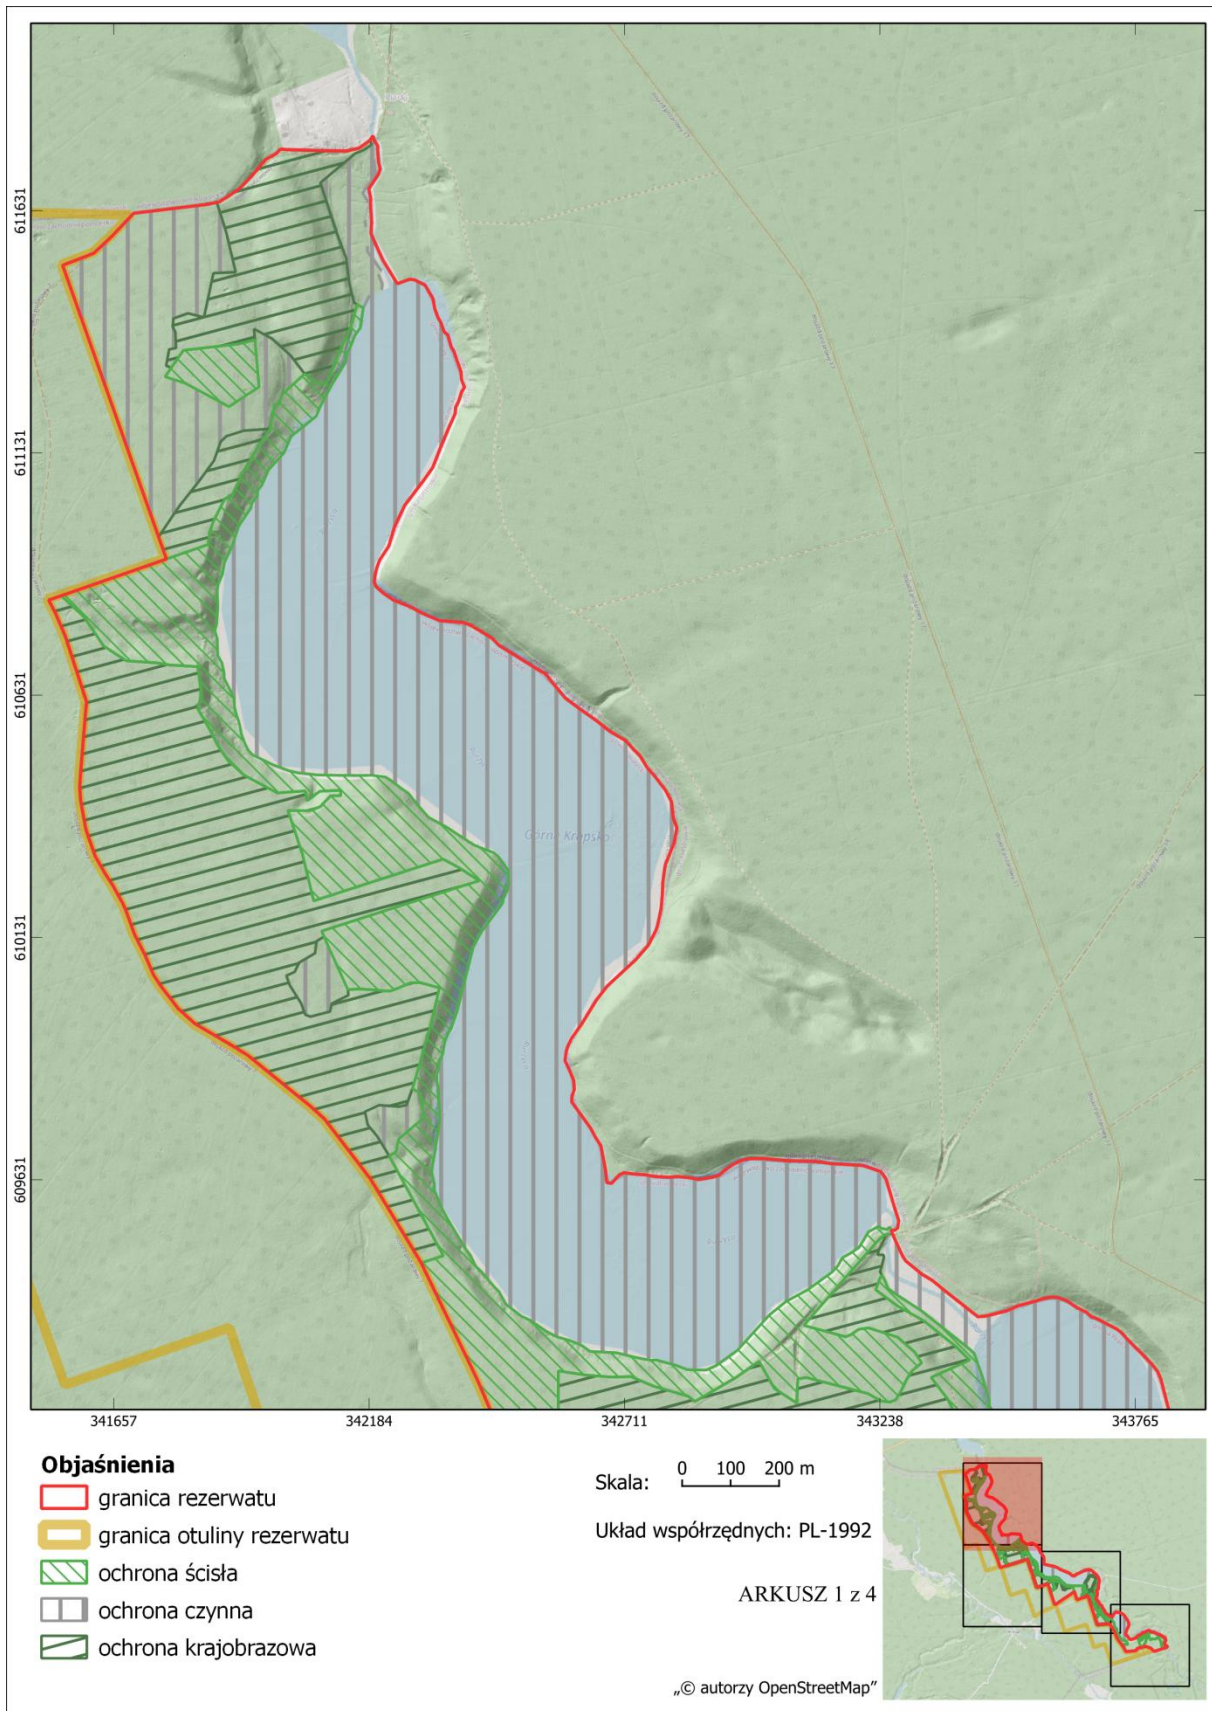 611631
611131
610631
610131
609631
Górne Krępsko
341657
342184
342711
343238
343765
Objaśnienia
granica rezerwatu
granica otuliny rezerwatu
ochrona ścisła
ochrona czynna
ochrona krajobrazowa
Skala: 0 100 200 m
Układ współrzędnych: PL-1992
ARKUSZ 1 z 4
„© autorzy OpenStreetMap”